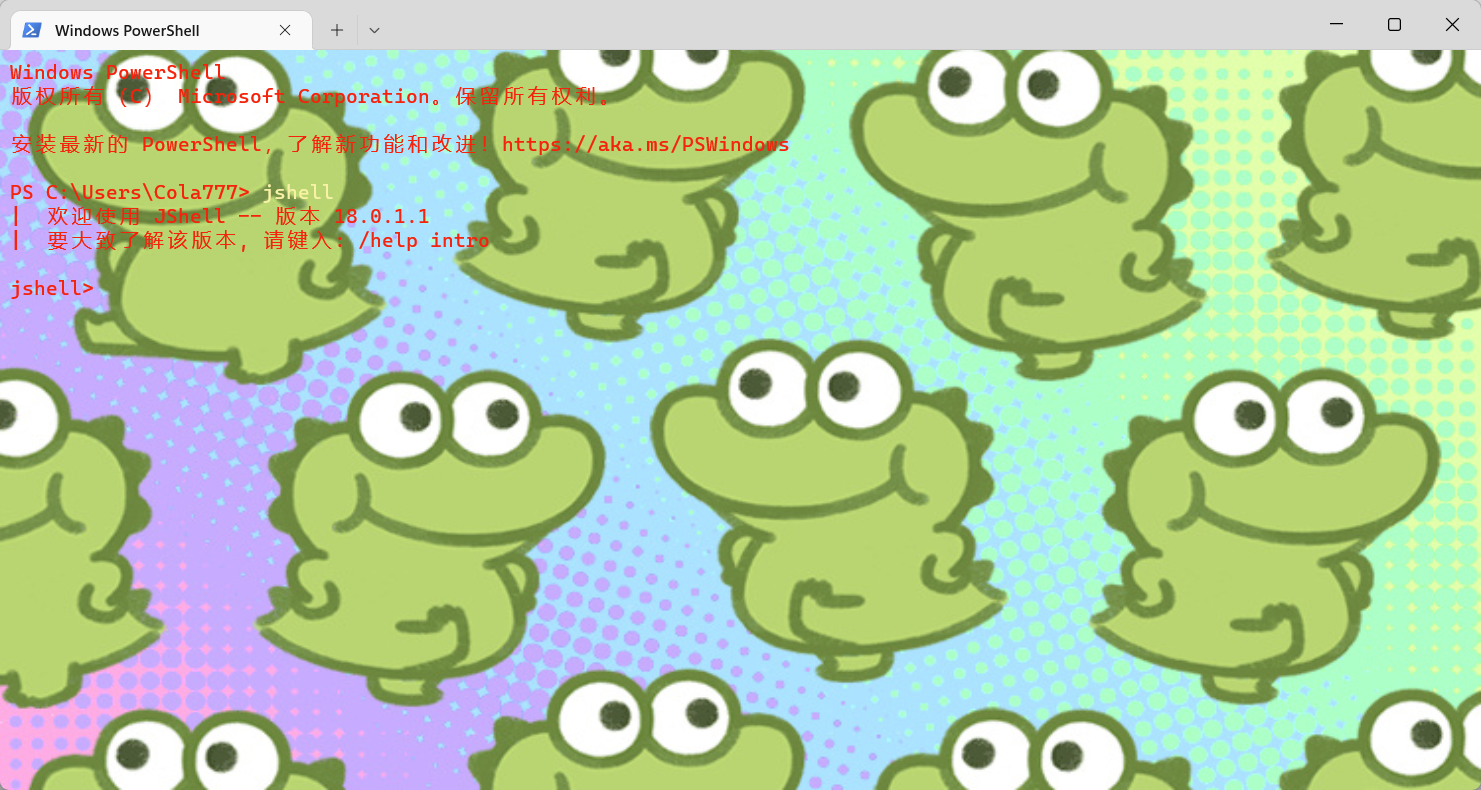 Windows PowerShell
Windows PowerShell
版权所有（C） Microsoft Corporation。保留所有权利。
安装最新的 PowerShell，了解新功能和改进！https://aka.ms/PSWindows
PS C:\Users\Cola777> jshell
|  欢迎使用 JShell -- 版本 18.0.1.1
|  要大致了解该版本, 请键入: /help intro
jshell>